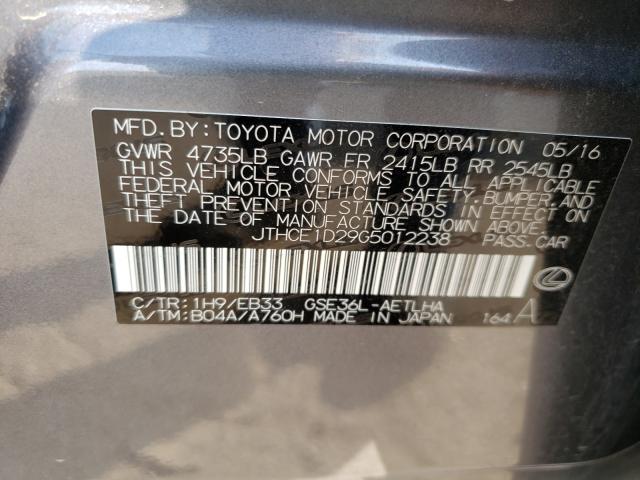 MFD.BY:TOYOTA MOTOR CORPORATION 05/16
GVWR 4735LB GAWR FR 2415LB RR 2545LB
THIS VEHICLE CONFORMS TO ALL APPLICABLE
FEDERAL MOTOR VEHICLE SAFETY,BUMPER,AND
THEFT PREVENTION STANDARDS IN EFFECT ON
THE DATE OF MANUFACTURE SHOWN ABOVE.
JTHCE1D29G5012238 PASS.CAR
C/TR:1H9/EB33 GSE36L-AETLHA
A/TM:B04A/A760H MADE IN JAPAN 164 A